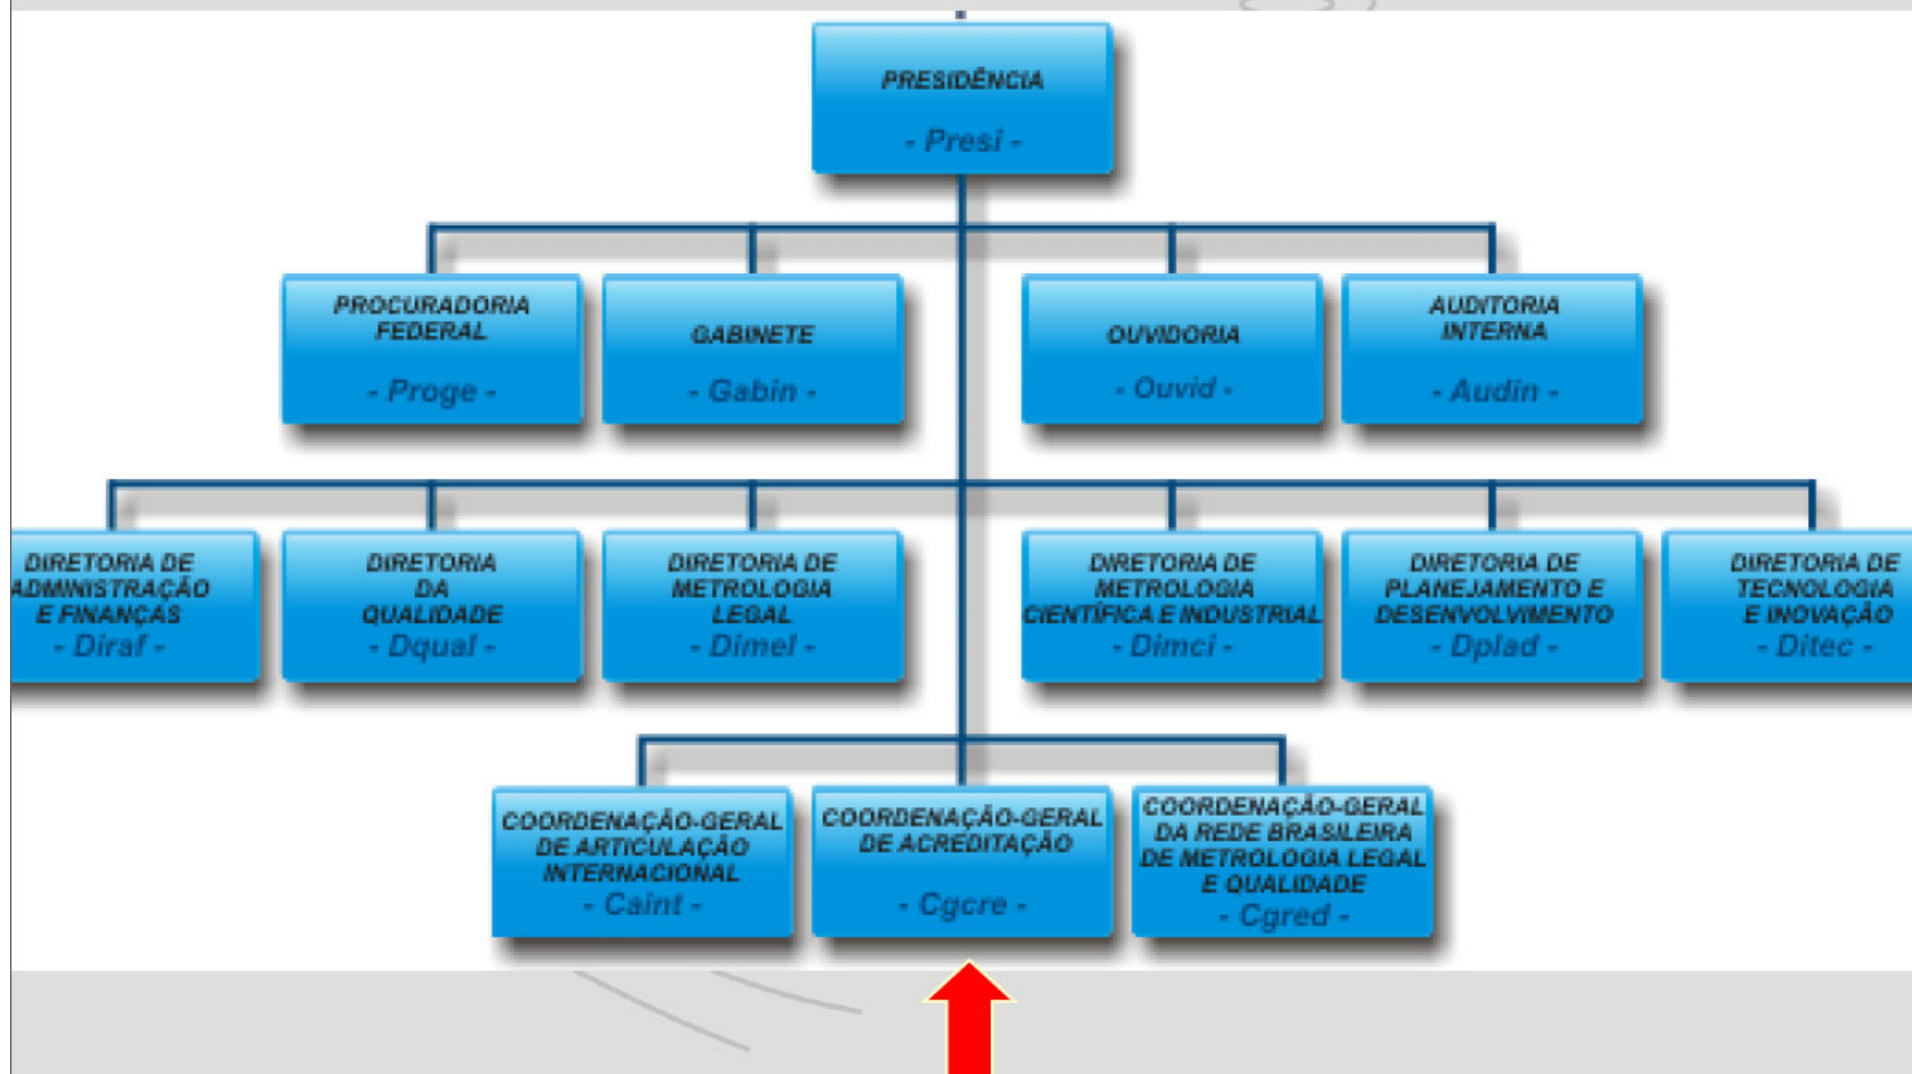 PRESIDÊNCIA
- Presi -
PROCURADORIA
FEDERAL
- Proge -
GABINETE
- Gabin -
OUVIDORIA
- Ouvid -
AUDITORIA
INTERNA
- Audin -
DIRETORIA DE
ADMINISTRAÇÃO
E FINANÇAS
- Diraf -
DIRETORIA
DA
QUALIDADE
- Dqual -
DIRETORIA DE
METROLOGIA
LEGAL
- Dimel -
DIRETORIA DE
METROLOGIA
CIENTÍFICA E INDUSTRIAL
- Dimci -
DIRETORIA DE
PLANEJAMENTO E
DESENVOLVIMENTO
- Dplad -
DIRETORIA DE
TECNOLOGIA
E INOVAÇÃO
- Ditec -
COORDENAÇÃO-GERAL
DE ARTICULAÇÃO
INTERNACIONAL
- Caint -
COORDENAÇÃO-GERAL
DE ACREDITAÇÃO
- Cgcre -
COORDENAÇÃO-GERAL
DA REDE BRASILEIRA
DE METROLOGIA LEGAL
E QUALIDADE
- Cgred -